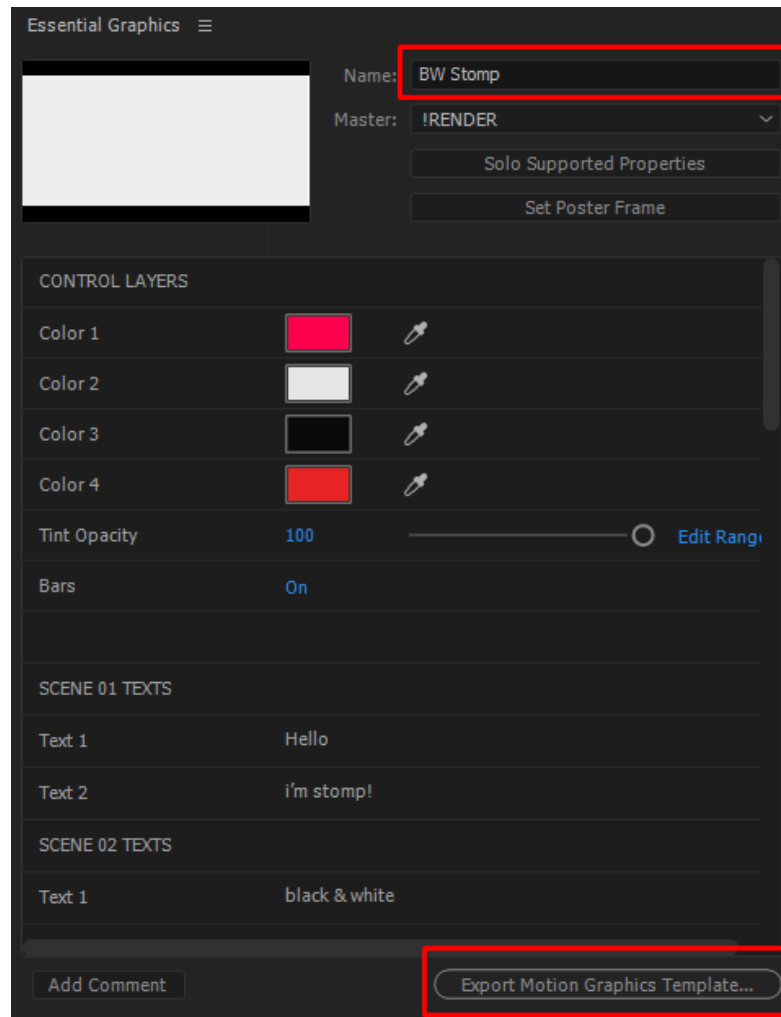 Essential Graphics
Name: BW Stomp
Master: !RENDER
Solo Supported Properties
Set Poster Frame
CONTROL LAYERS
Color 1
Color 2
Color 3
Color 4
Tint Opacity 100 Edit Rang
Bars On
SCENE 01 TEXTS
Text 1 Hello
Text 2 i'm stomp!
SCENE 02 TEXTS
Text 1 black & white
Add Comment Export Motion Graphics Template...